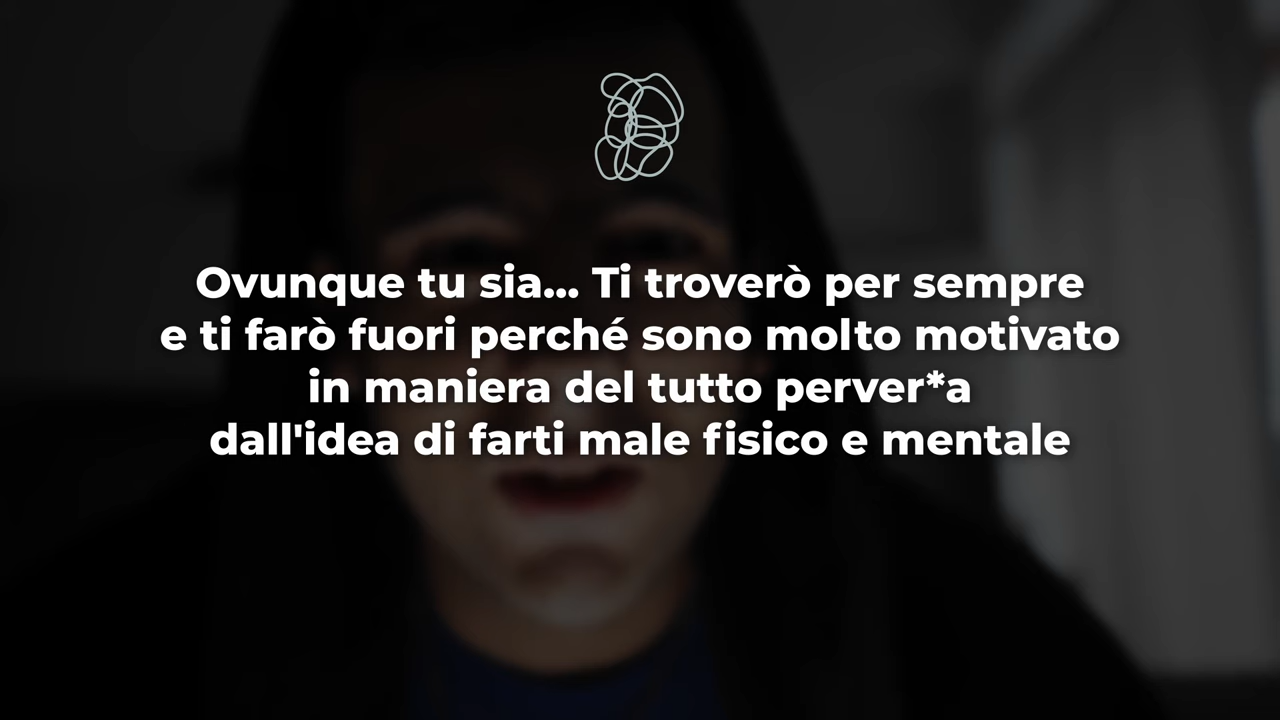 Ovunque tu sia... Ti troverò per sempre
e ti farò fuori perché sono molto motivato
in maniera del tutto perver*a
dall'idea di farti male fisico e mentale